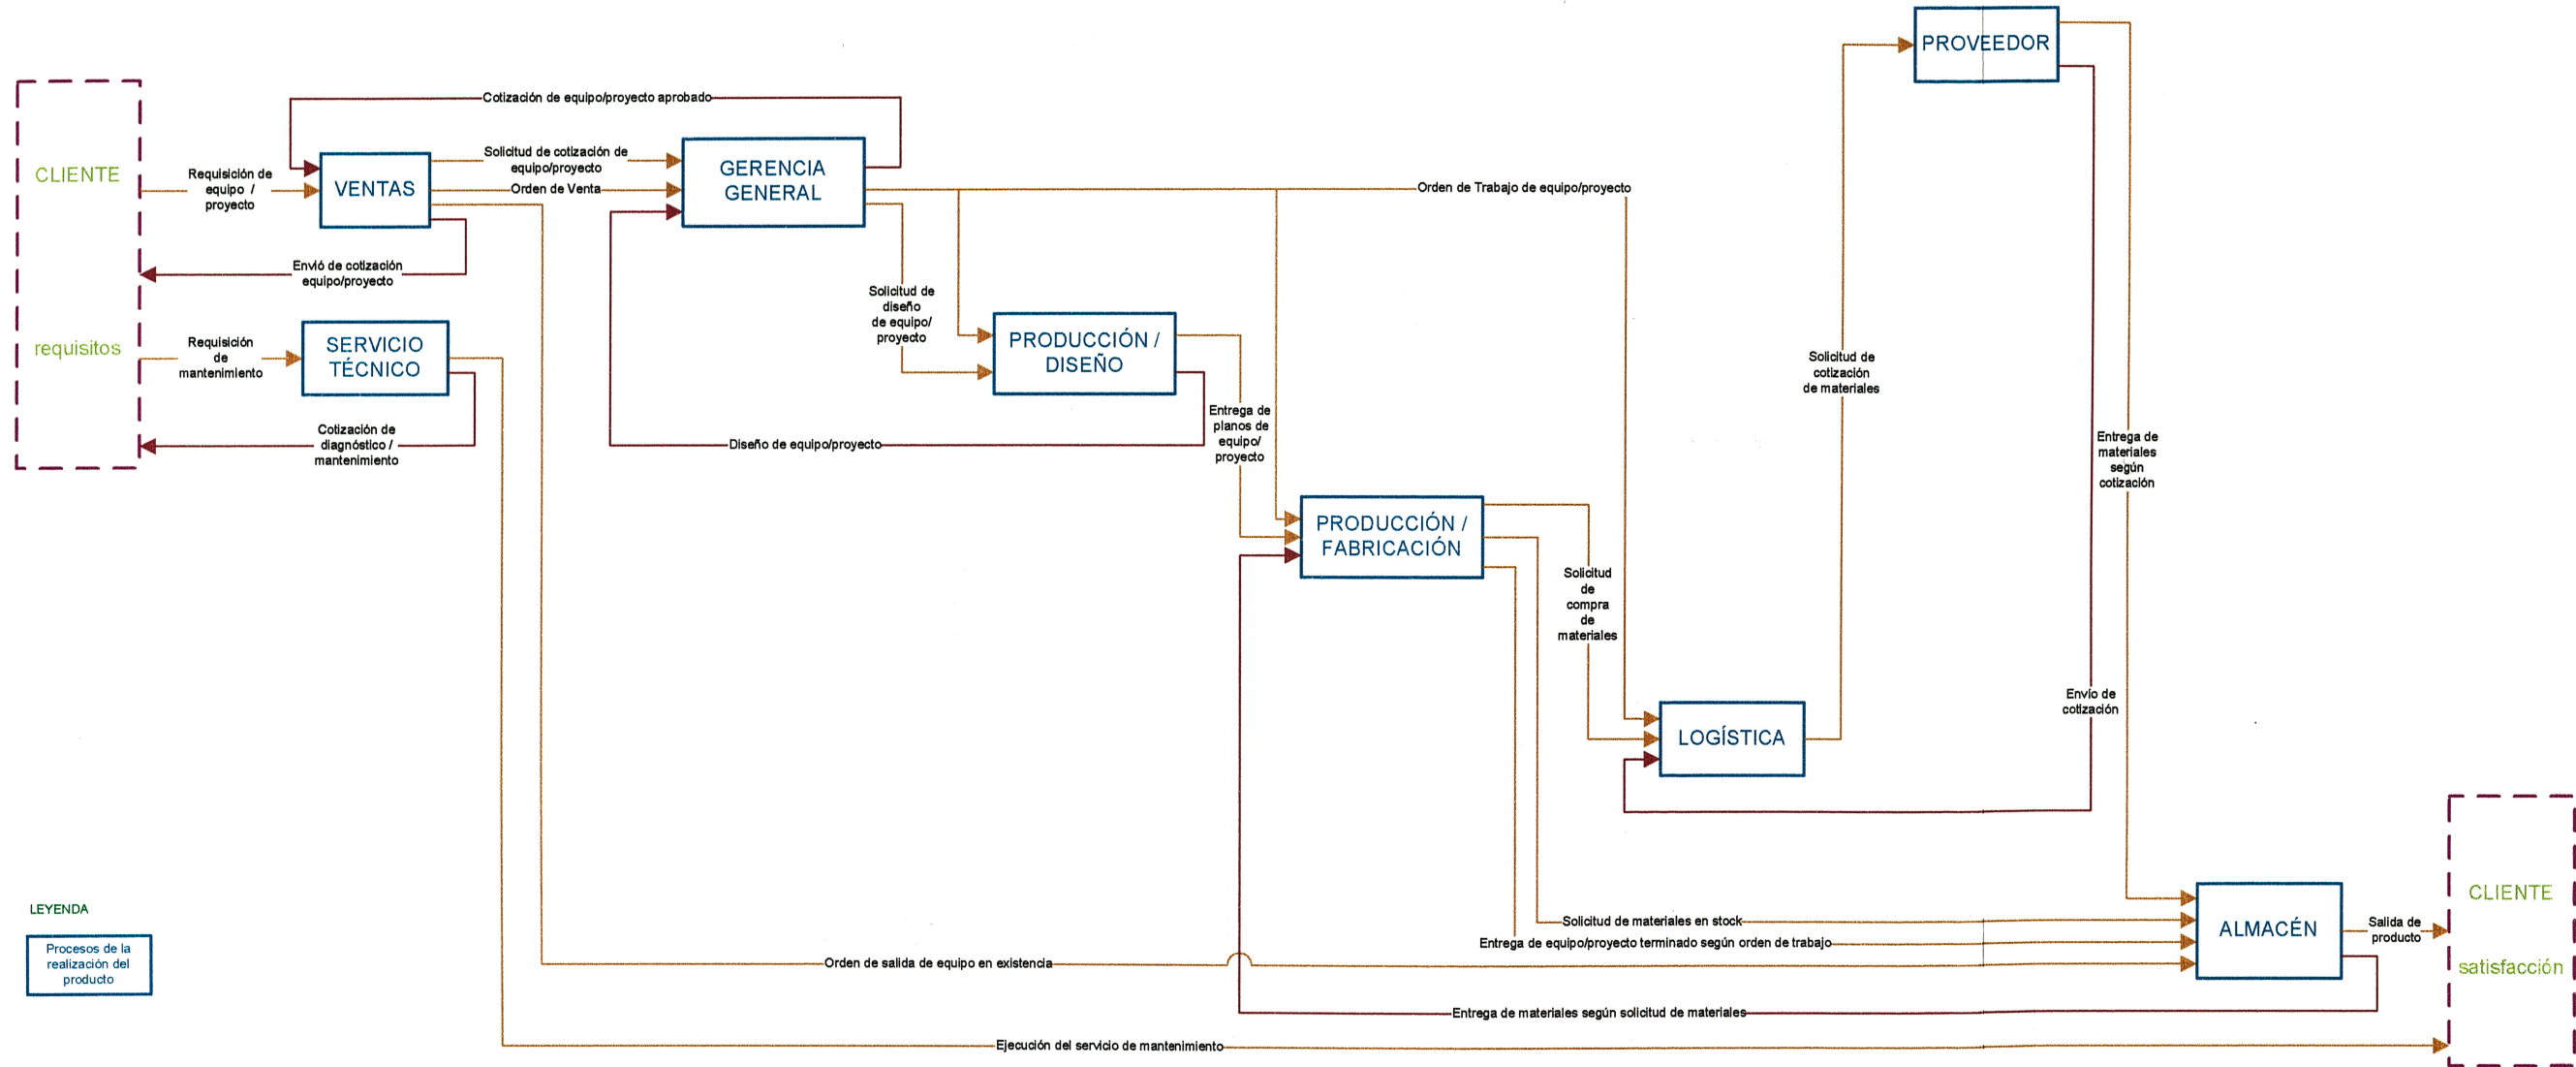 PROVEEDOR
Cotización de equipo/proyecto aprobado
CLIENTE
requisitos
Requisición de
equipo /
proyecto
VENTAS
Solicitud de cotización de
equipo/proyecto
Orden de Venta
GERENCIA
GENERAL
Orden de Trabajo de equipo/proyecto
Envió de cotización
equipo/proyecto
Requisición
de
mantenimiento
SERVICIO
TÉCNICO
Cotización de
diagnóstico /
mantenimiento
Solicitud de
diseño
de equipo/
proyecto
PRODUCCIÓN /
DISEÑO
Diseño de equipo/proyecto
Entrega de
planos de
equipo/
proyecto
Solicitud de
cotización
de materiales
Entrega de
materiales
según
cotización
PRODUCCIÓN /
FABRICACIÓN
Solicitud
de
compra
de
materiales
LOGÍSTICA
Envío de
cotización
LEYENDA
Procesos de la
realización del
producto
Solicitud de materiales en stock
Entrega de equipo/proyecto terminado según orden de trabajo
Orden de salida de equipo en existencia
ALMACÉN
Salida de
producto
CLIENTE
satisfacción
Entrega de materiales según solicitud de materiales
Ejecución del servicio de mantenimiento